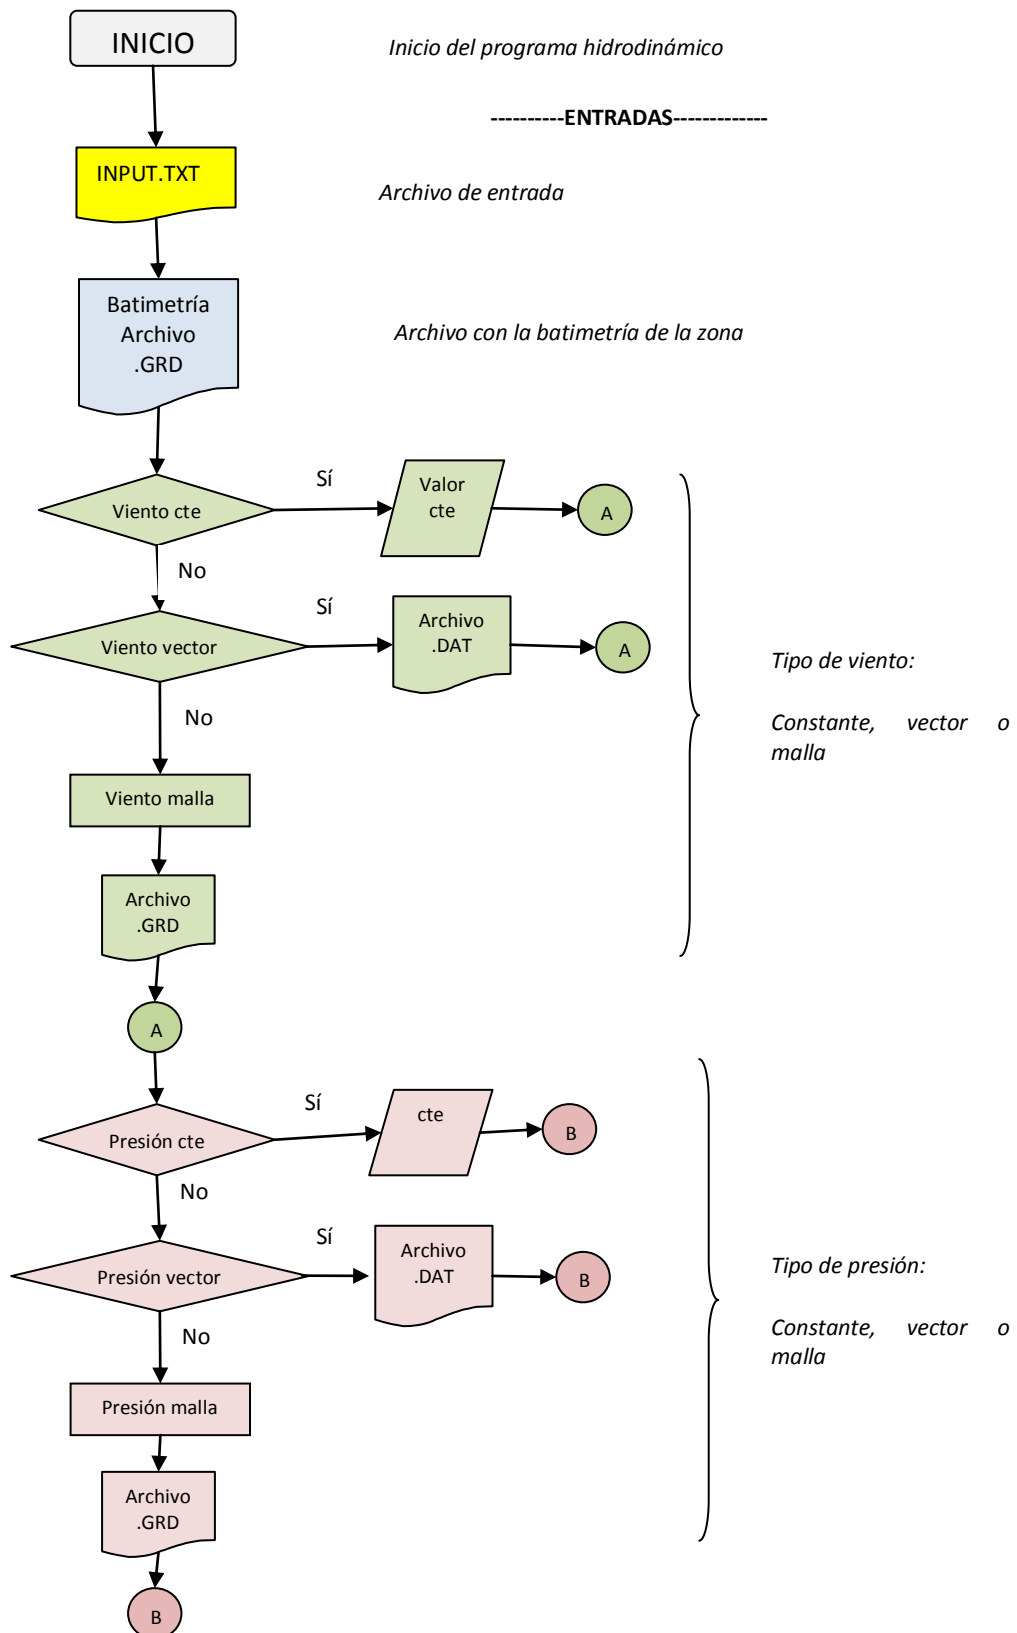 INICIO
Inicio del programa hidrodinámico
----------ENTRADAS-------------
INPUT.TXT
Archivo de entrada
Batimetría
Archivo
.GRD
Archivo con la batimetría de la zona
Viento cte
Sí
Valor
cte
A
No
Viento vector
Sí
Archivo
.DAT
A
Tipo de viento:
Constante, vector o
malla
No
Viento malla
Archivo
.GRD
A
Presión cte
Sí
cte
B
No
Presión vector
Sí
Archivo
.DAT
B
Tipo de presión:
Constante, vector o
malla
No
Presión malla
Archivo
.GRD
B